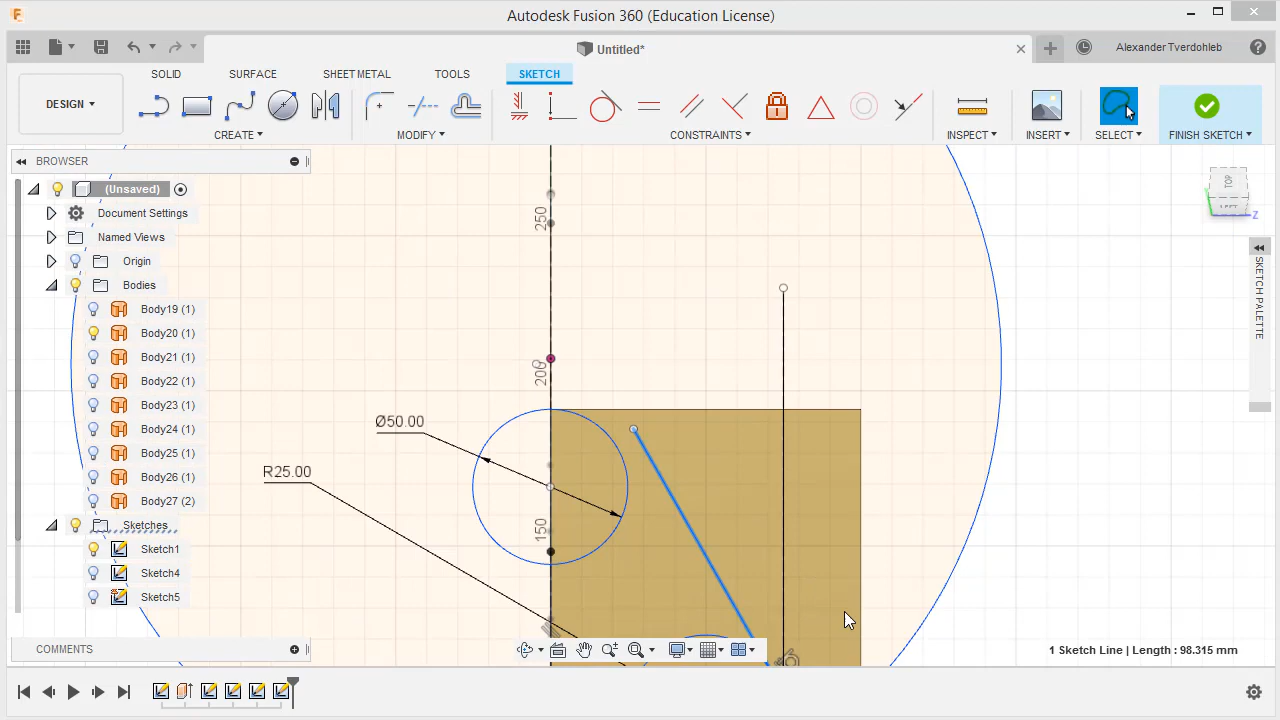 Autodesk Fusion 360 (Education License)
Untitled*
Alexander Tverdohleb
DESIGN
SOLID
SURFACE
SHEET METAL
TOOLS
SKETCH
CREATE
MODIFY
CONSTRAINTS
INSPECT
INSERT
SELECT
FINISH SKETCH
BROWSER
(Unsaved)
Document Settings
Named Views
Origin
Bodies
Body19 (1)
Body20 (1)
Body21 (1)
Body22 (1)
Body23 (1)
Body24 (1)
Body25 (1)
Body26 (1)
Body27 (2)
Sketches
Sketch1
Sketch4
Sketch5
250
200
150
Ø50.00
R25.00
TOP
LEFT
Z
SKETCH PALETTE
COMMENTS
1 Sketch Line | Length : 98.315 mm